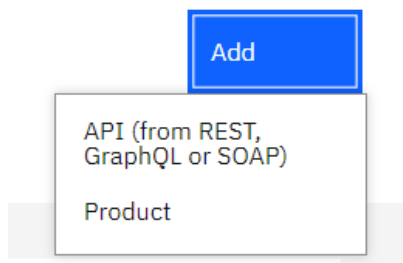 Add
API (from REST,
GraphQL or SOAP)
Product